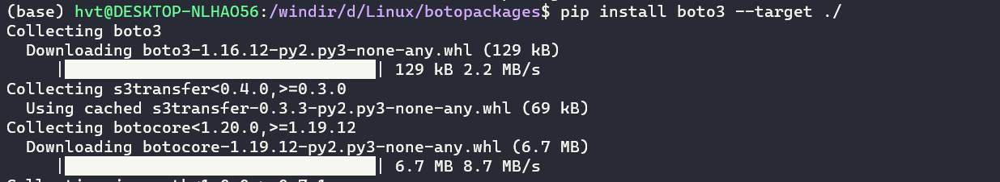 (base) hvt@DESKTOP-NLHAO56:/windir/d/Linux/botopackages$ pip install boto3 --target ./
Collecting boto3
  Downloading boto3-1.16.12-py2.py3-none-any.whl (129 kB)
     |████████████████████████████████| 129 kB 2.2 MB/s
Collecting s3transfer<0.4.0,>=0.3.0
  Using cached s3transfer-0.3.3-py2.py3-none-any.whl (69 kB)
Collecting botocore<1.20.0,>=1.19.12
  Downloading botocore-1.19.12-py2.py3-none-any.whl (6.7 MB)
     |████████████████████████████████| 6.7 MB 8.7 MB/s
Collecting